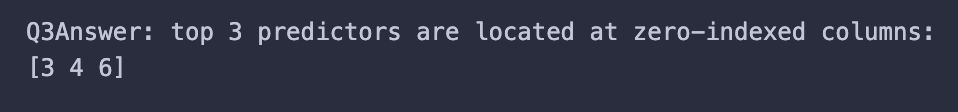 Q3Answer: top 3 predictors are located at zero-indexed columns:
[3 4 6]